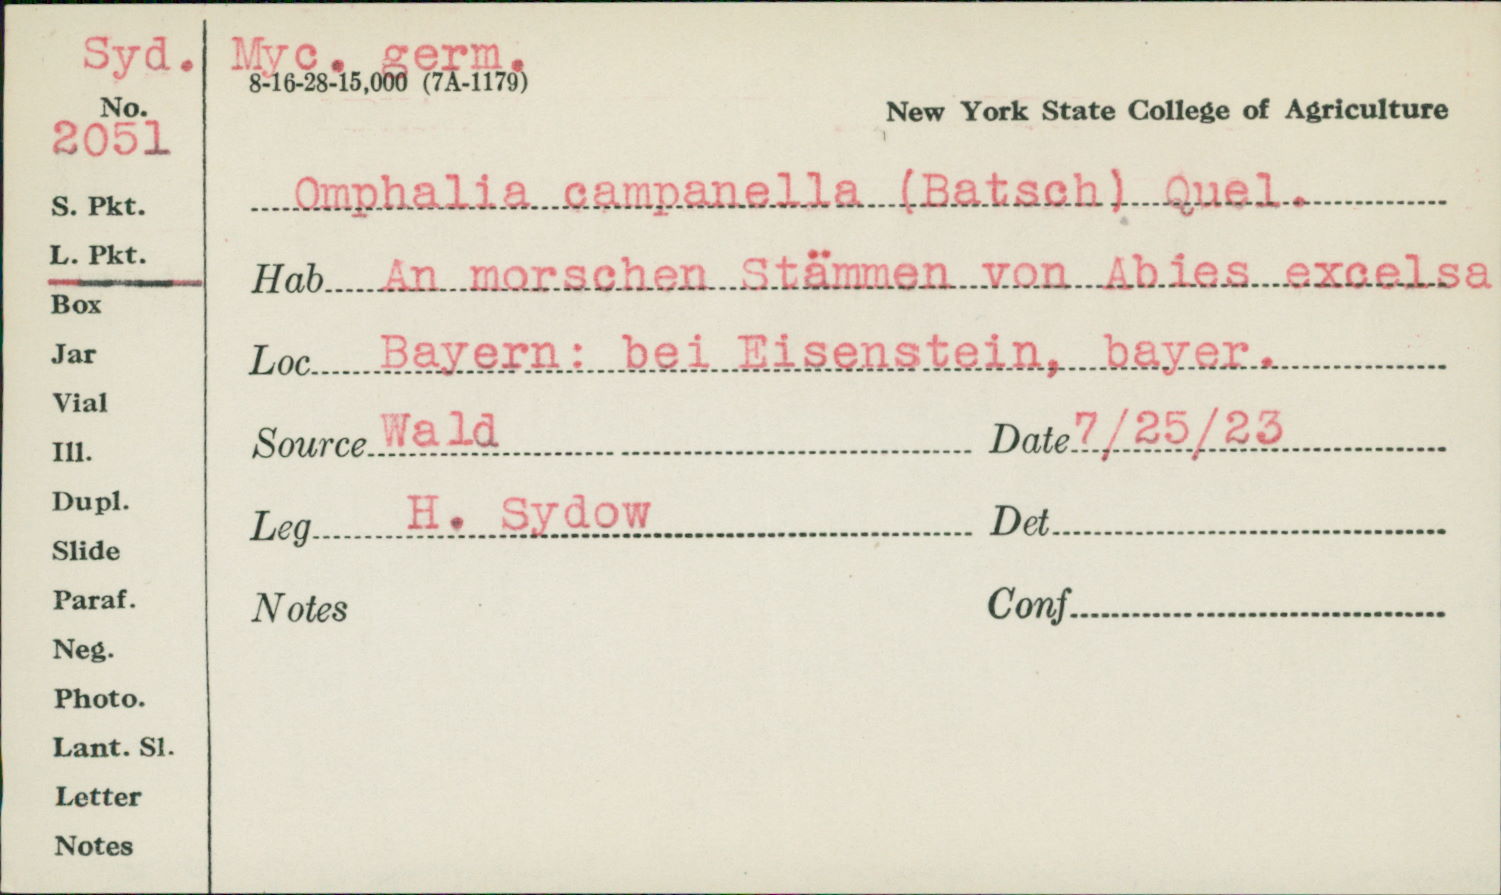 Syd. Myc. germ.
8-16-28-15,000 (7A-1179)
No.
2051
New York State College of Agriculture
Omphalia campanella (Batsch) Quel.
Hab. An morschen Stämmen von Abies excelsa
Loc. Bayern: bei Eisenstein, bayer.
Source Wald Date 7/25/23
Leg. H. Sydow Det.
Notes Conf.
S. Pkt.
L. Pkt.
Box
Jar
Vial
Ill.
Dupl.
Slide
Paraf.
Neg.
Photo.
Lant. Sl.
Letter
Notes